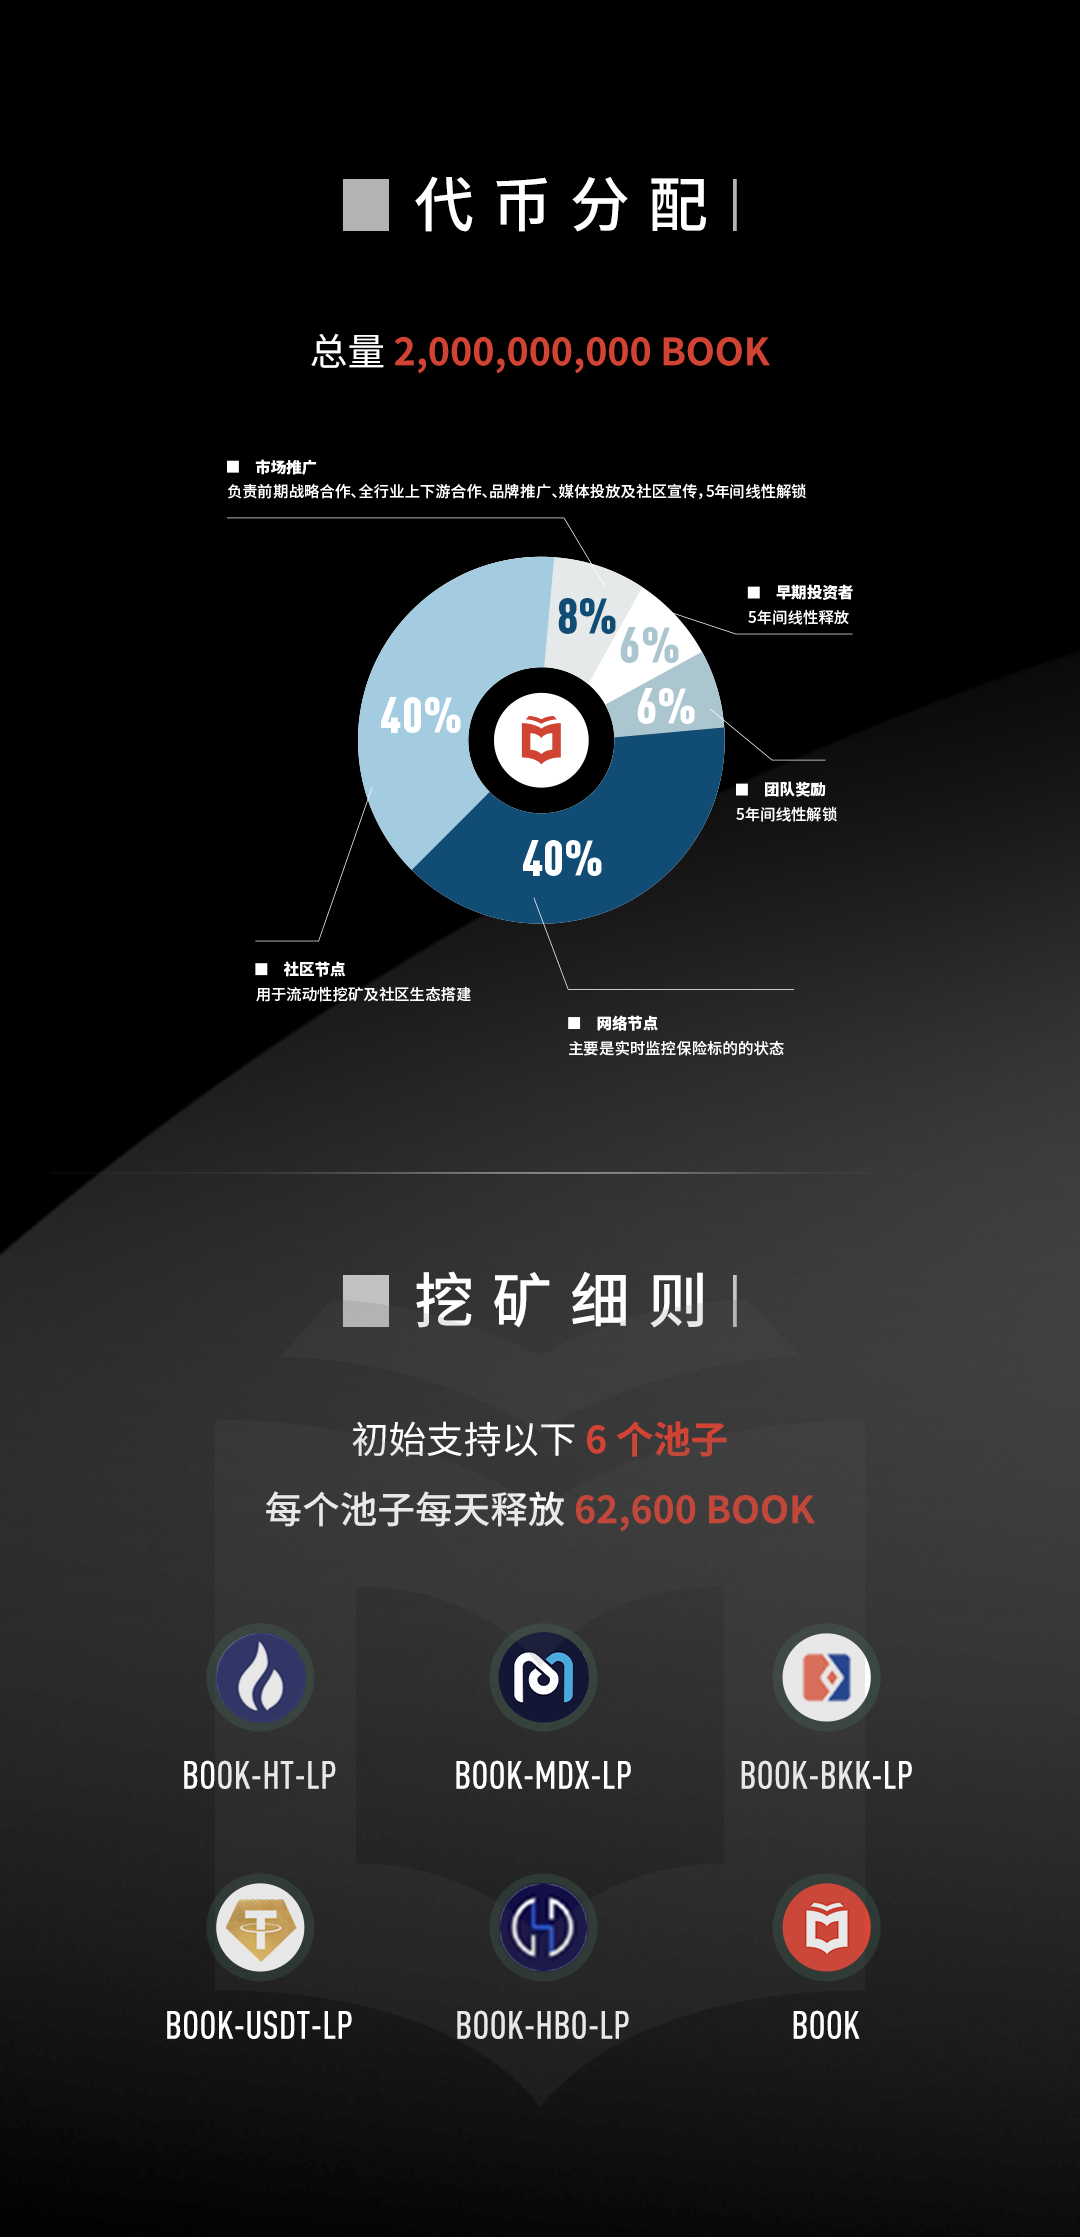 代币分配
总量 2,000,000,000 BOOK
市场推广
负责前期战略合作、全行业上下游合作、品牌推广、媒体投放及社区宣传，5年间线性解锁
8%
早期投资者
5年间线性释放
6%
6%
40%
团队奖励
5年间线性解锁
40%
社区节点
用于流动性挖矿及社区生态搭建
网络节点
主要是实时监控保险标的的状态
挖矿细则
初始支持以下 6 个池子
每个池子每天释放 62,600 BOOK
BOOK-HT-LP
BOOK-MDX-LP
BOOK-BKK-LP
BOOK-USDT-LP
BOOK-HBO-LP
BOOK